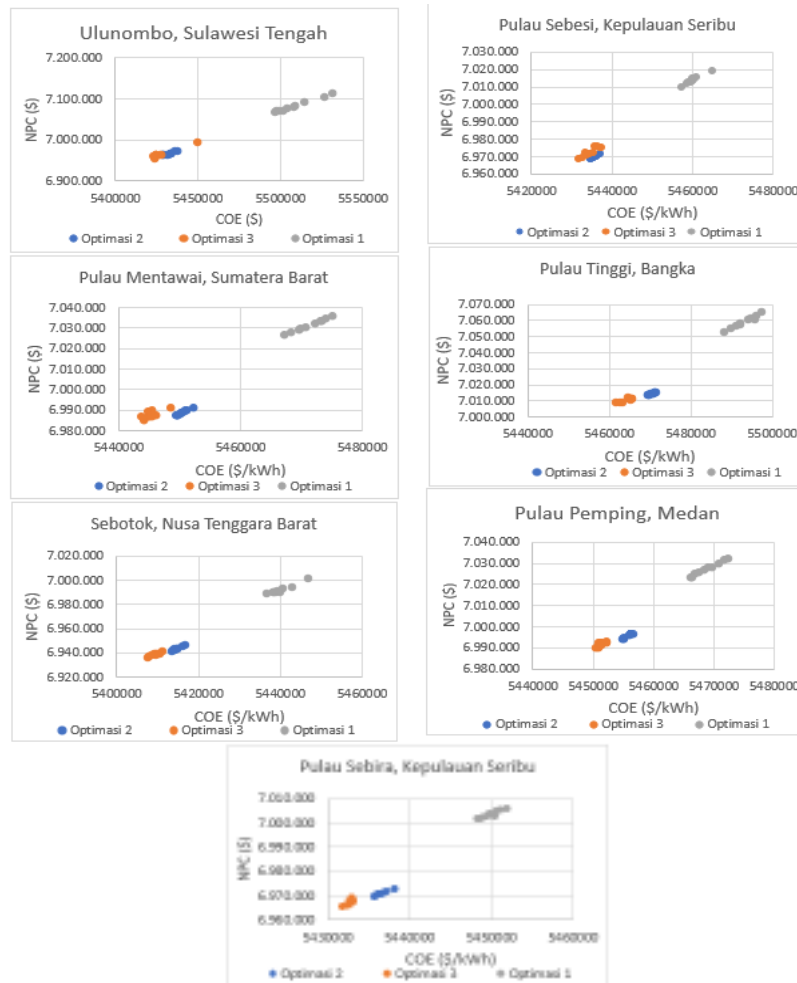 Ulunombo, Sulawesi Tengah
NPC ($)
7.200.000
7.100.000
7.000.000
6.900.000
5400000 5450000 5500000 5550000
COE ($)
Optimasi 2 Optimasi 3 Optimasi 1
Pulau Sebesi, Kepulauan Seribu
NPC ($)
7.030.000
7.020.000
7.010.000
7.000.000
6.990.000
6.980.000
6.970.000
6.960.000
5420000 5440000 5460000 5480000
COE ($/kWh)
Optimasi 2 Optimasi 3 Optimasi 1
Pulau Mentawai, Sumatera Barat
NPC ($)
7.040.000
7.030.000
7.020.000
7.010.000
7.000.000
6.990.000
6.980.000
5440000 5460000 5480000
COE ($/kWh)
Optimasi 2 Optimasi 3 Optimasi 1
Pulau Tinggi, Bangka
NPC ($)
7.070.000
7.060.000
7.050.000
7.040.000
7.030.000
7.020.000
7.010.000
7.000.000
5440000 5460000 5480000 5500000
COE ($/kWh)
Optimasi 2 Optimasi 3 Optimasi 1
Sebotok, Nusa Tenggara Barat
NPC ($)
7.020.000
7.000.000
6.980.000
6.960.000
6.940.000
6.920.000
5400000 5420000 5440000 5460000
COE ($/kWh)
Optimasi 2 Optimasi 3 Optimasi 1
Pulau Pemping, Medan
NPC ($)
7.040.000
7.030.000
7.020.000
7.010.000
7.000.000
6.990.000
6.980.000
5440000 5450000 5460000 5470000 5480000
COE ($/kWh)
Optimasi 2 Optimasi 3 Optimasi 1
Pulau Sebira, Kepulauan Seribu
NPC ($)
7.010.000
7.000.000
6.990.000
6.980.000
6.970.000
6.960.000
5430000 5440000 5450000 5460000
COE ($/kWh)
Optimasi 2 Optimasi 3 Optimasi 1